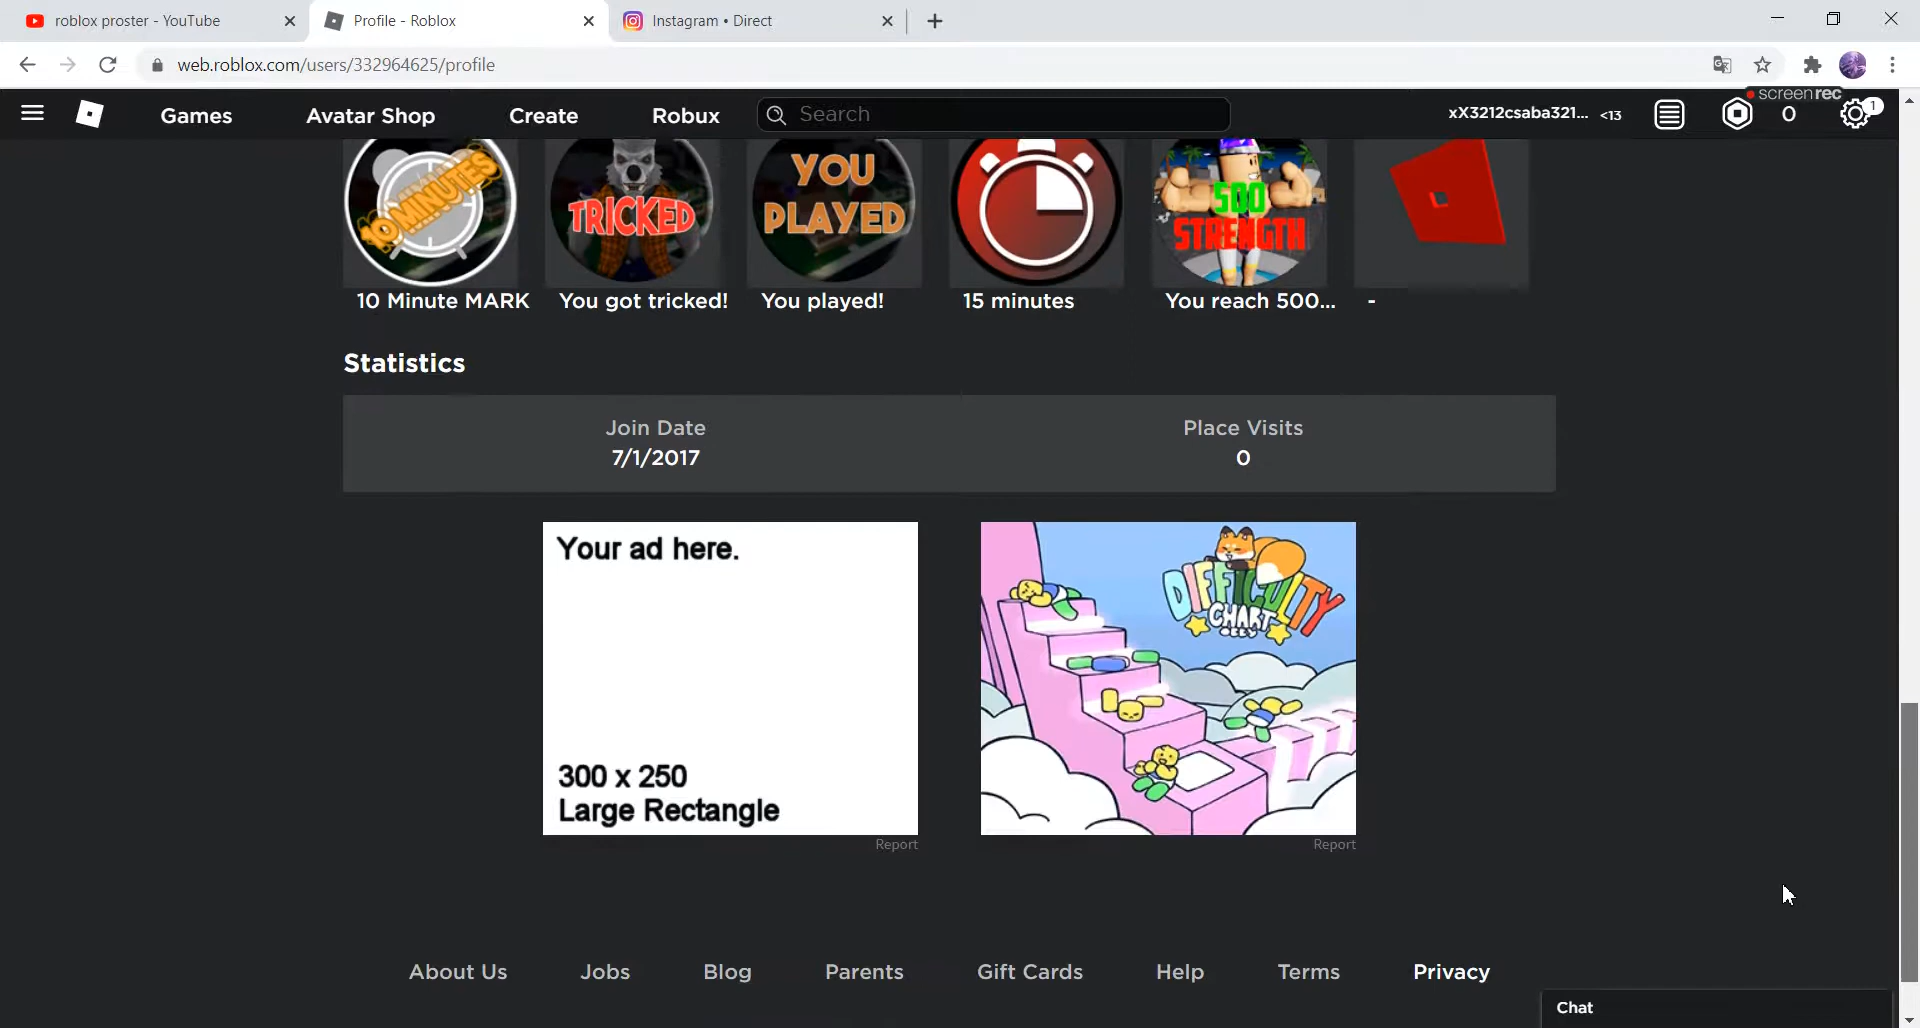 roblox proster - YouTube
Profile - Roblox
Instagram • Direct
web.roblox.com/users/332964625/profile
screenrec
Games
Avatar Shop
Create
Robux
Search
xX3212csaba321... <13
0
1
10 MINUTES
TRICKED
YOU PLAYED
500 STRENGTH
10 Minute MARK
You got tricked!
You played!
15 minutes
You reach 500...
-
Statistics
Join Date
7/1/2017
Place Visits
0
Your ad here.
300 x 250
Large Rectangle
Report
DIFFICULTY
CHART
OBBY
Report
About Us
Jobs
Blog
Parents
Gift Cards
Help
Terms
Privacy
Chat